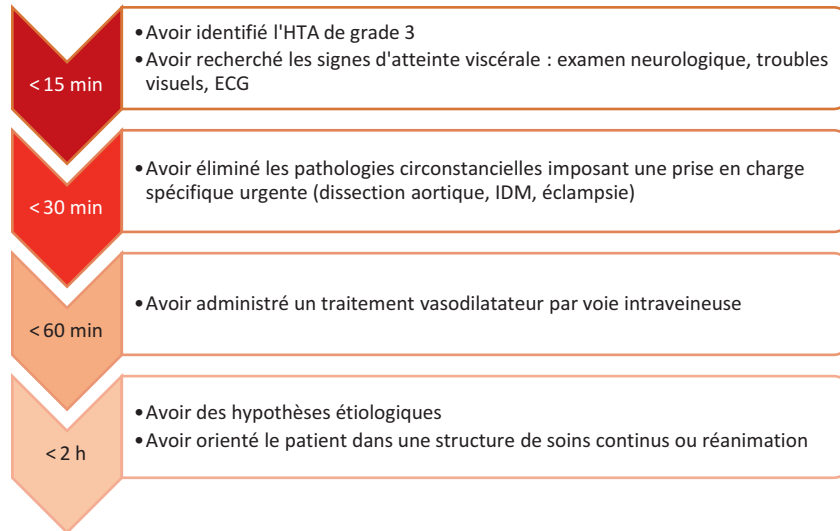 < 15 min
•Avoir identifié l'HTA de grade 3
•Avoir recherché les signes d'atteinte viscérale : examen neurologique, troubles
visuels, ECG
< 30 min
•Avoir éliminé les pathologies circonstancielles imposant une prise en charge
spécifique urgente (dissection aortique, IDM, éclampsie)
< 60 min
•Avoir administré un traitement vasodilatateur par voie intraveineuse
< 2 h
•Avoir des hypothèses étiologiques
•Avoir orienté le patient dans une structure de soins continus ou réanimation